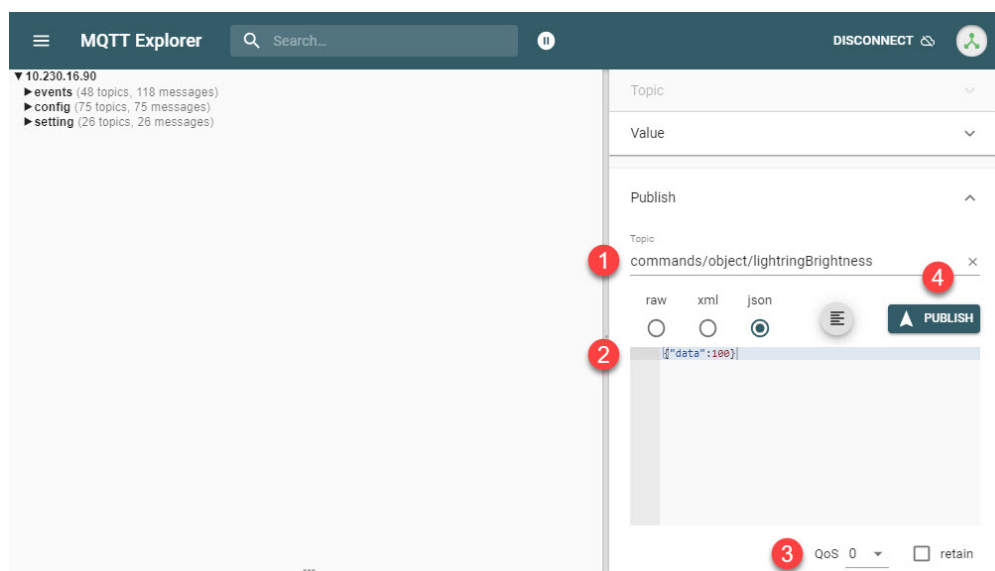 MQTT Explorer
Search...
DISCONNECT
▼10.230.16.90
▶events (48 topics, 118 messages)
▶config (75 topics, 75 messages)
▶setting (26 topics, 26 messages)
Topic
Value
Publish
Topic
1
commands/object/lightringBrightness
4
raw xml json
PUBLISH
2
{"data":100}
3
QoS 0
retain